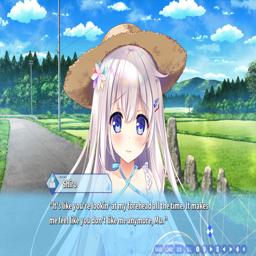 Shiro
"It's like you're lookin' at my forehead all the time. It makes
me feel like you don't like me anymore, Mu."